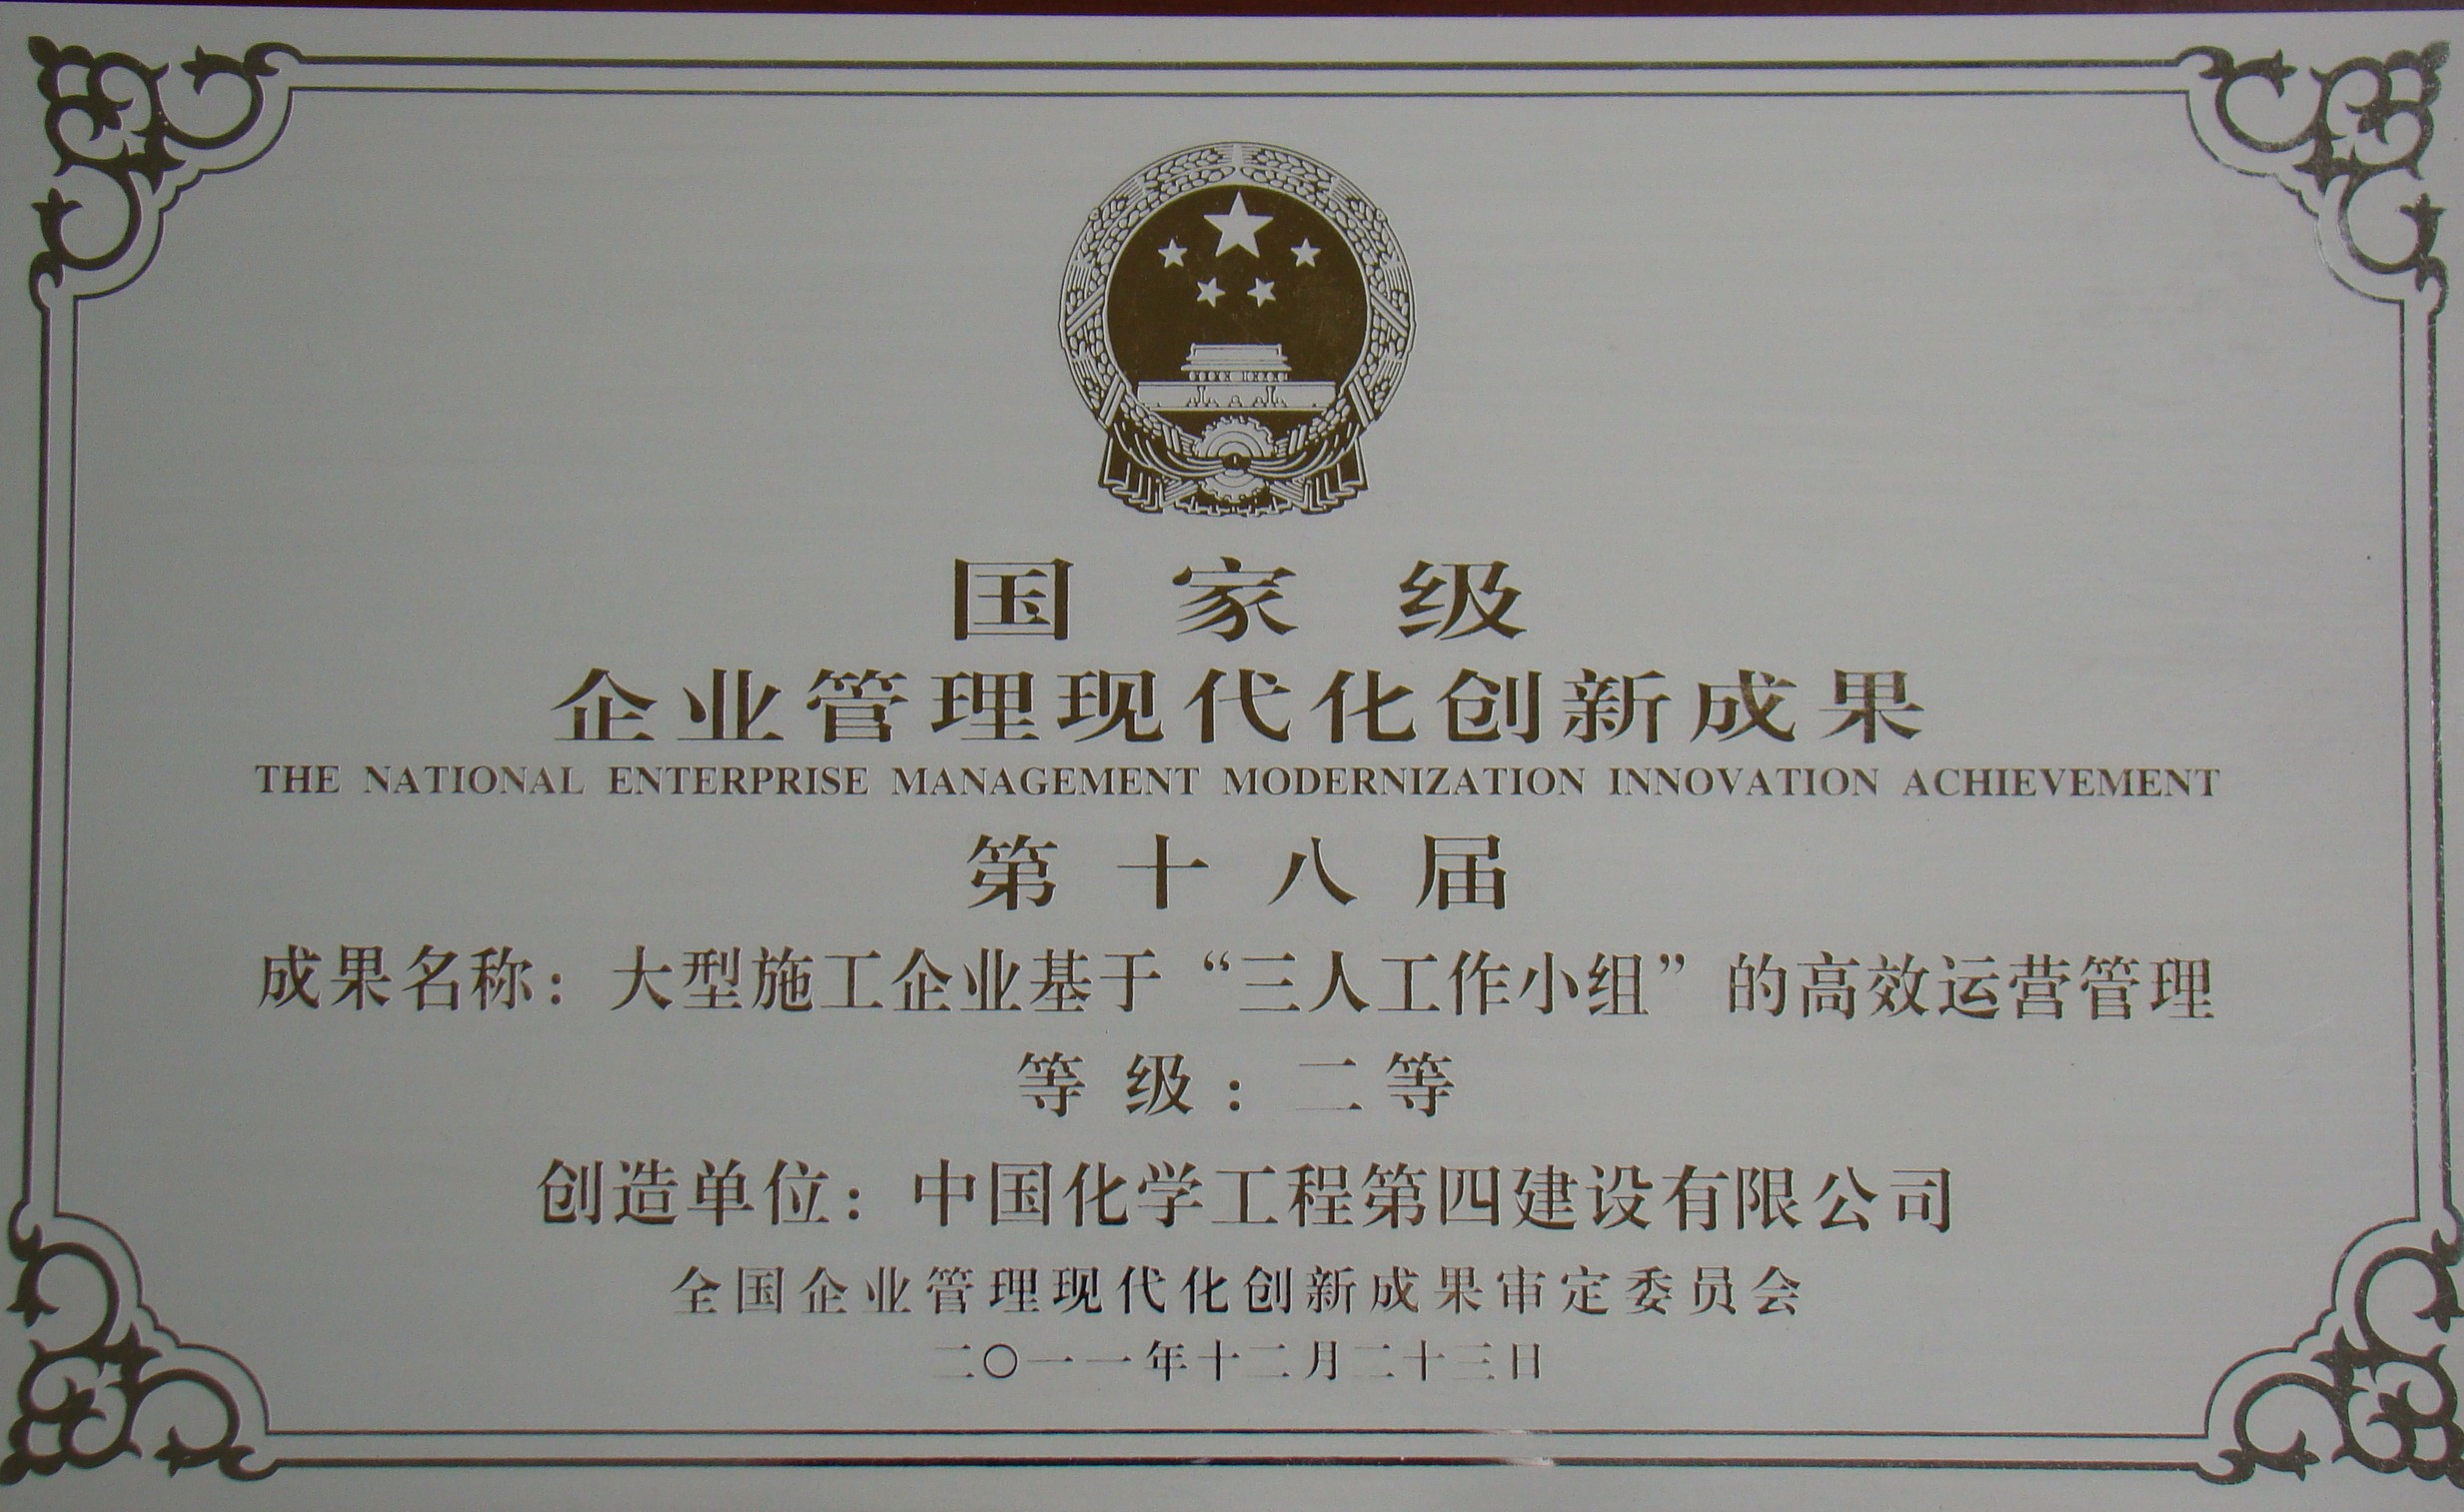 国家级
企业管理现代化创新成果
THE NATIONAL ENTERPRISE MANAGEMENT MODERNIZATION INNOVATION ACHIEVEMENT
第十八届
成果名称：大型施工企业基于“三人工作小组”的高效运营管理
等级：二等
创造单位：中国化学工程第四建设有限公司
全国企业管理现代化创新成果审定委员会
二〇一一年十二月二十三日